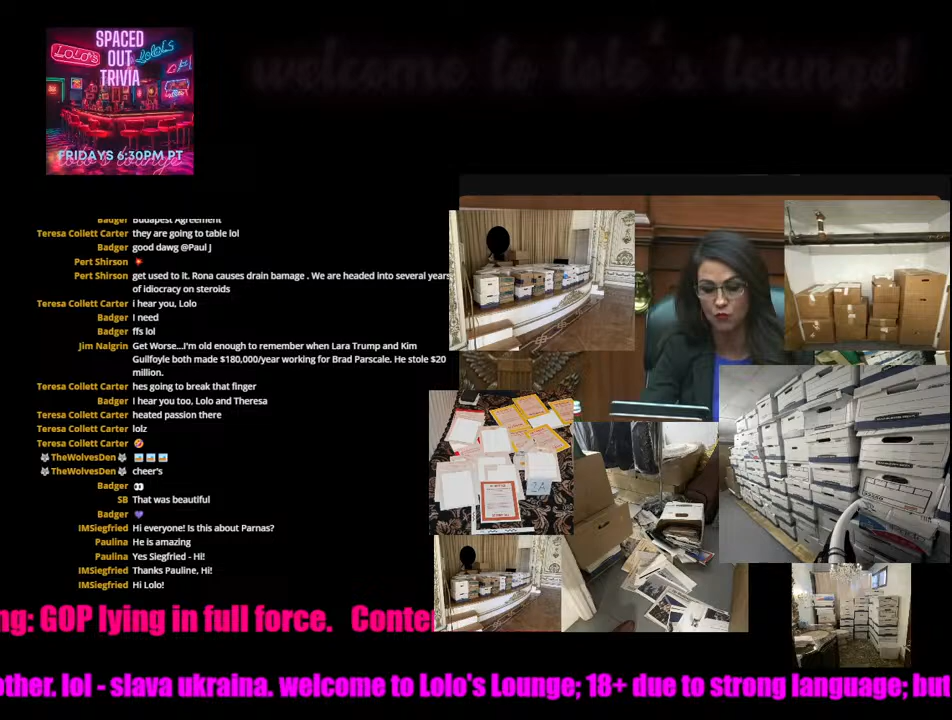 SPACED
OUT
TRIVIA
LOLO'S
LOLO'S
FRIDAYS 6:30PM PT
lolo's lounge
welcome to lolo's lounge!
Badger Budapest Agreement
Teresa Collett Carter they are going to table lol
Badger good dawg @Paul J
Pert Shirson 💥
Pert Shirson get used to it. Rona causes drain bamage . We are headed into several years
of idiocracy on steroids
Teresa Collett Carter i hear you, Lolo
Badger I need
Badger ffs lol
Jim Nalgrin Get Worse...I'm old enough to remember when Lara Trump and Kim
Guilfoyle both made $180,000/year working for Brad Parscale. He stole $20
million.
Teresa Collett Carter hes going to break that finger
Badger I hear you too, Lolo and Theresa
Teresa Collett Carter heated passion there
Teresa Collett Carter lolz
Teresa Collett Carter 🤣
🐺TheWolvesDen🐺
🐺TheWolvesDen🐺 cheer's
Badger 👀
SB That was beautiful
Badger 💜
IMSiegfried Hi everyone! Is this about Parnas?
Paulina He is amazing
Paulina Yes Siegfried - Hi!
IMSiegfried Thanks Pauline, Hi!
IMSiegfried Hi Lolo!
2A
ng: GOP lying in full force. Conte
other. lol - slava ukraina. welcome to Lolo's Lounge; 18+ due to strong language; but